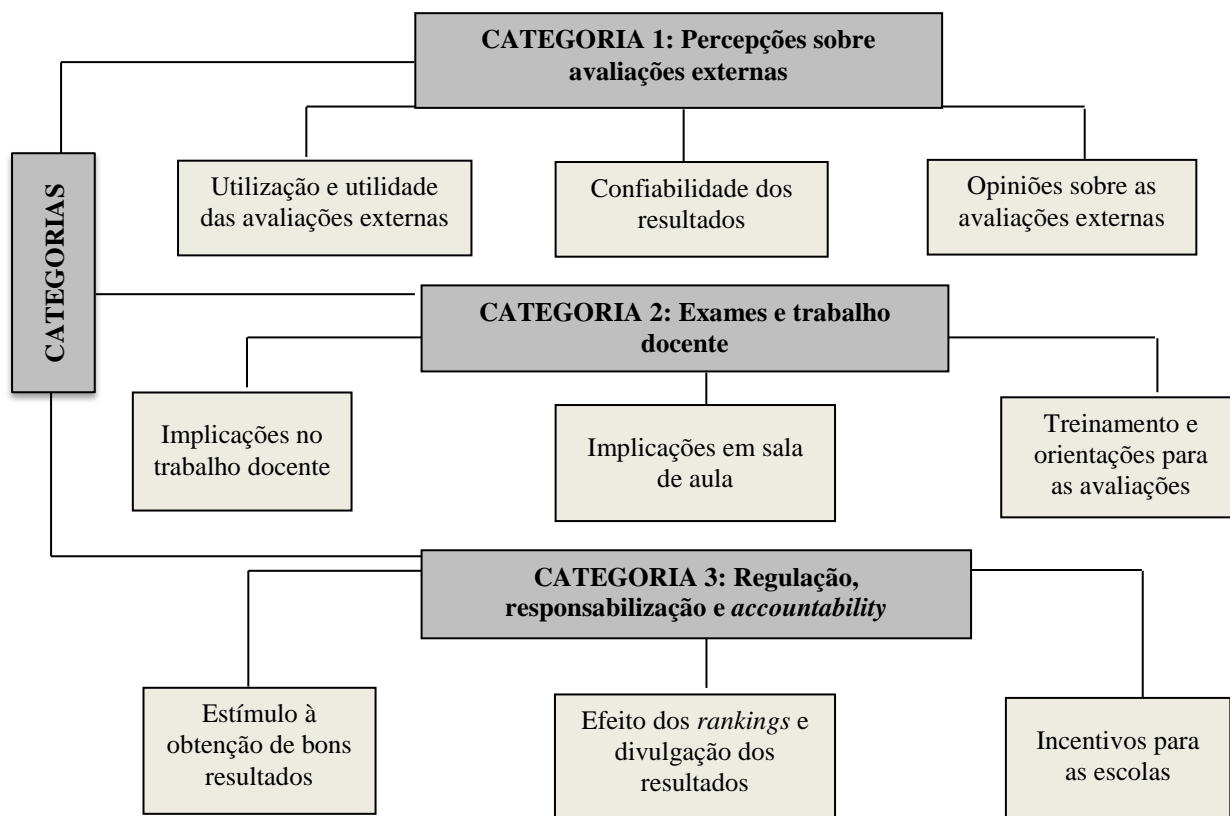 CATEGORIA 1: Percepções sobre
avaliações externas
CATEGORIAS
Utilização e utilidade
das avaliações externas
Confiabilidade dos
resultados
Opiniões sobre as
avaliações externas
CATEGORIA 2: Exames e trabalho
docente
Implicações no
trabalho docente
Implicações em sala
de aula
Treinamento e
orientações para
as avaliações
CATEGORIA 3: Regulação,
responsabilização e accountability
Estímulo à
obtenção de bons
resultados
Efeito dos rankings e
divulgação dos
resultados
Incentivos para
as escolas